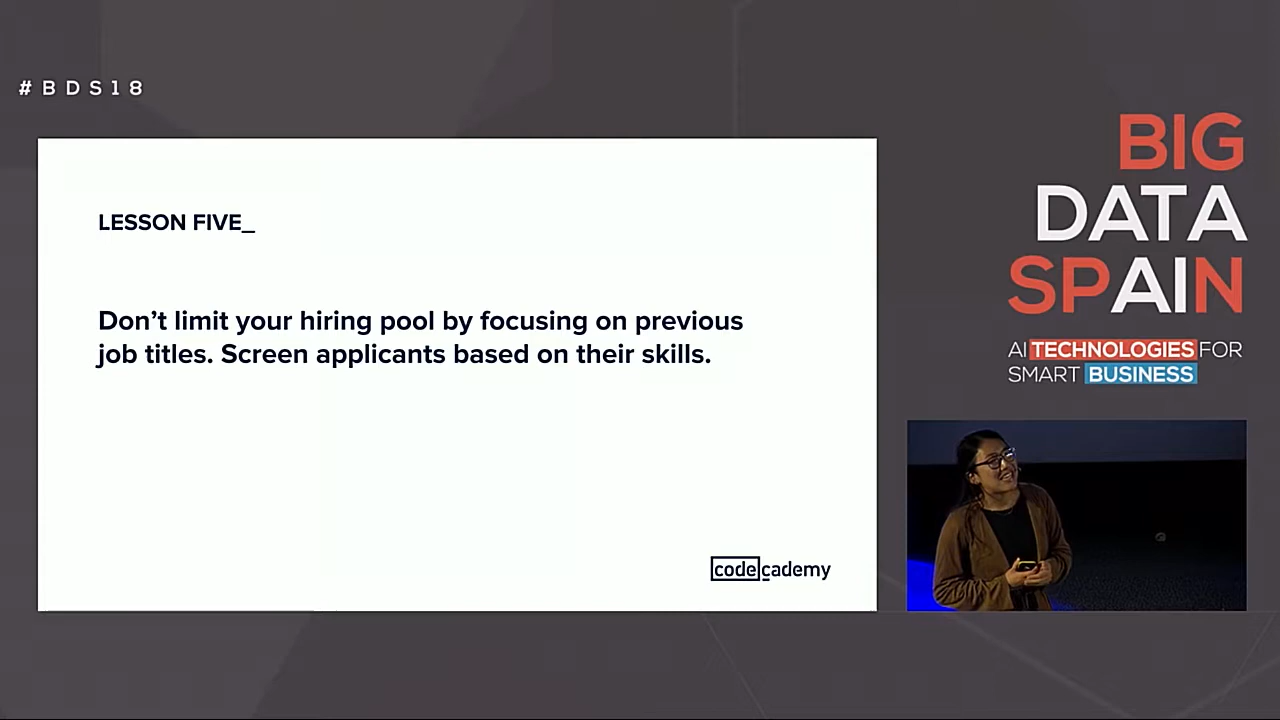 #BDS18
BIG
DATA
SPAIN
AI TECHNOLOGIES FOR
SMART BUSINESS
LESSON FIVE_
Don’t limit your hiring pool by focusing on previous
job titles. Screen applicants based on their skills.
codecademy